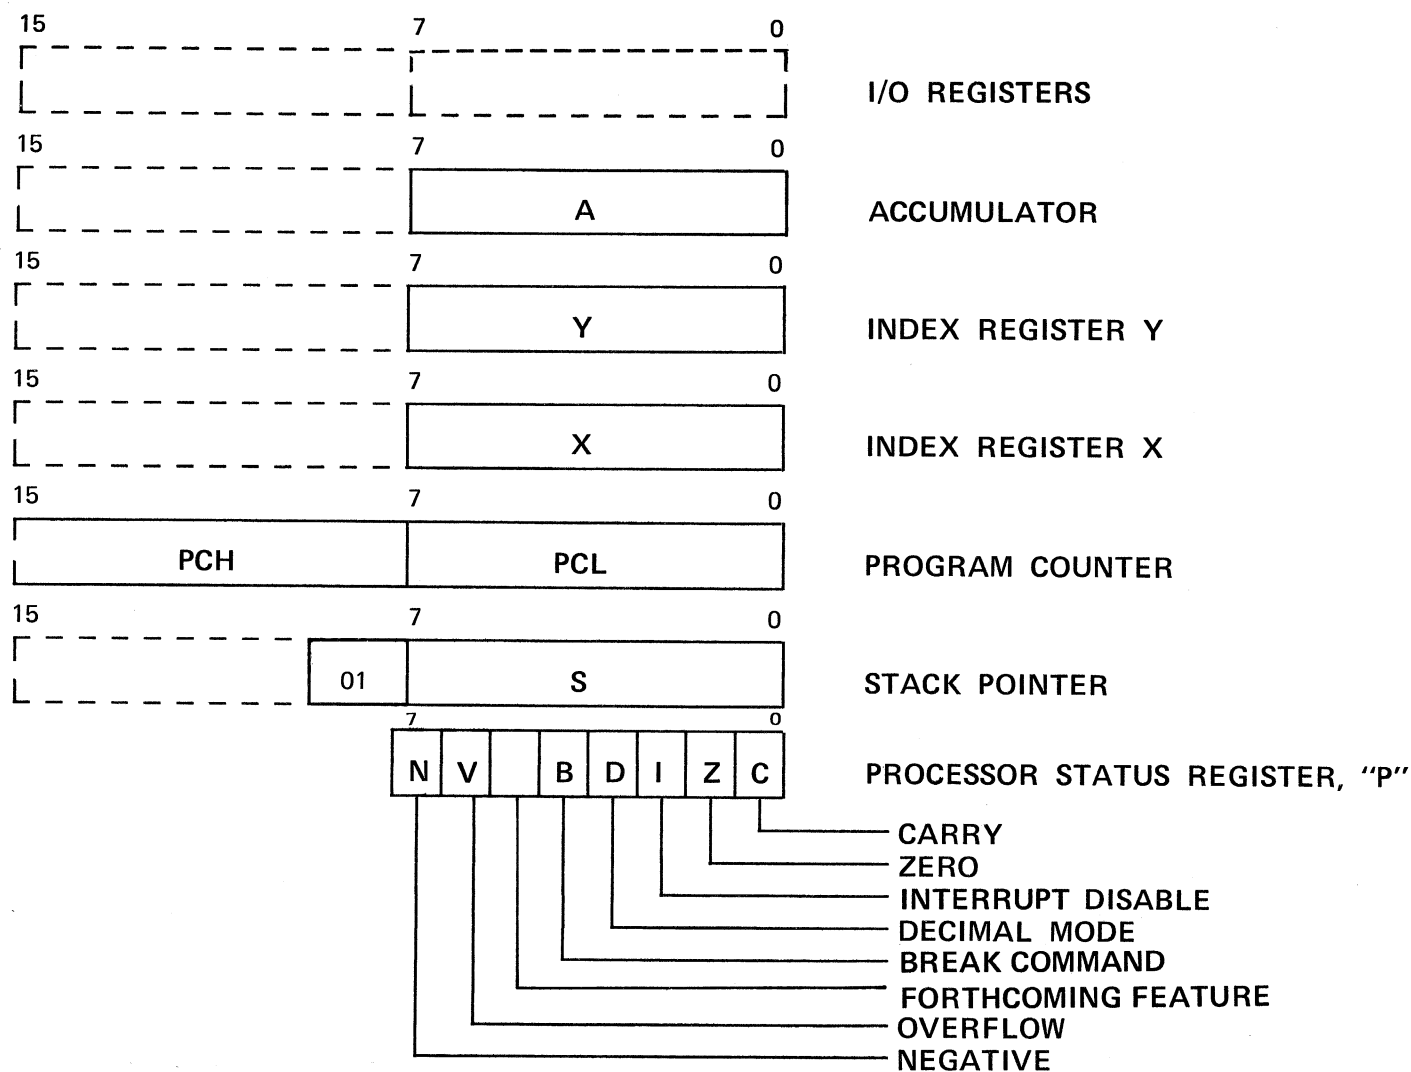 15 7 0
I/O REGISTERS
15 7 0
A ACCUMULATOR
15 7 0
Y INDEX REGISTER Y
15 7 0
X INDEX REGISTER X
15 7 0
PCH PCL PROGRAM COUNTER
15 7 0
01 S STACK POINTER
7 0
N V B D I Z C PROCESSOR STATUS REGISTER, "P"
CARRY
ZERO
INTERRUPT DISABLE
DECIMAL MODE
BREAK COMMAND
FORTHCOMING FEATURE
OVERFLOW
NEGATIVE